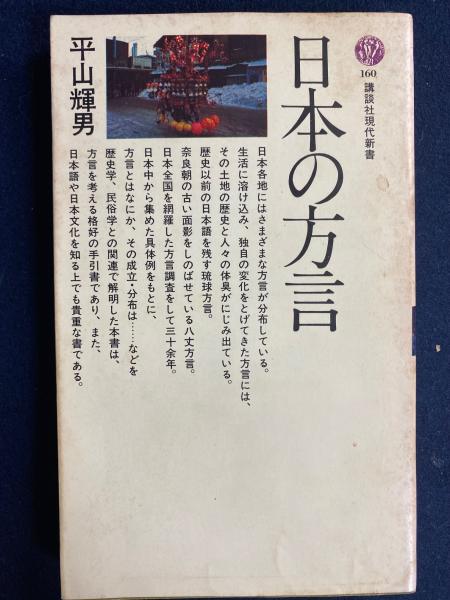 160
講談社現代新書
日本の方言
平山輝男
日本各地にはさまざまな方言が分布している。
生活に溶け込み、独自の変化をとげてきた方言には、
その土地の歴史と人々の体臭がにじみ出ている。
歴史以前の日本語を残す琉球方言。
奈良朝の古い面影をしのばせている八丈方言。
日本全国を網羅した方言調査をして三十余年。
日本中から集めた具体例をもとに、
方言とはなにか、その成立・分布は……などを
歴史学、民俗学との関連で解明した本書は、
方言を考える格好の手引書であり、また、
日本語や日本文化を知る上でも貴重な書である。